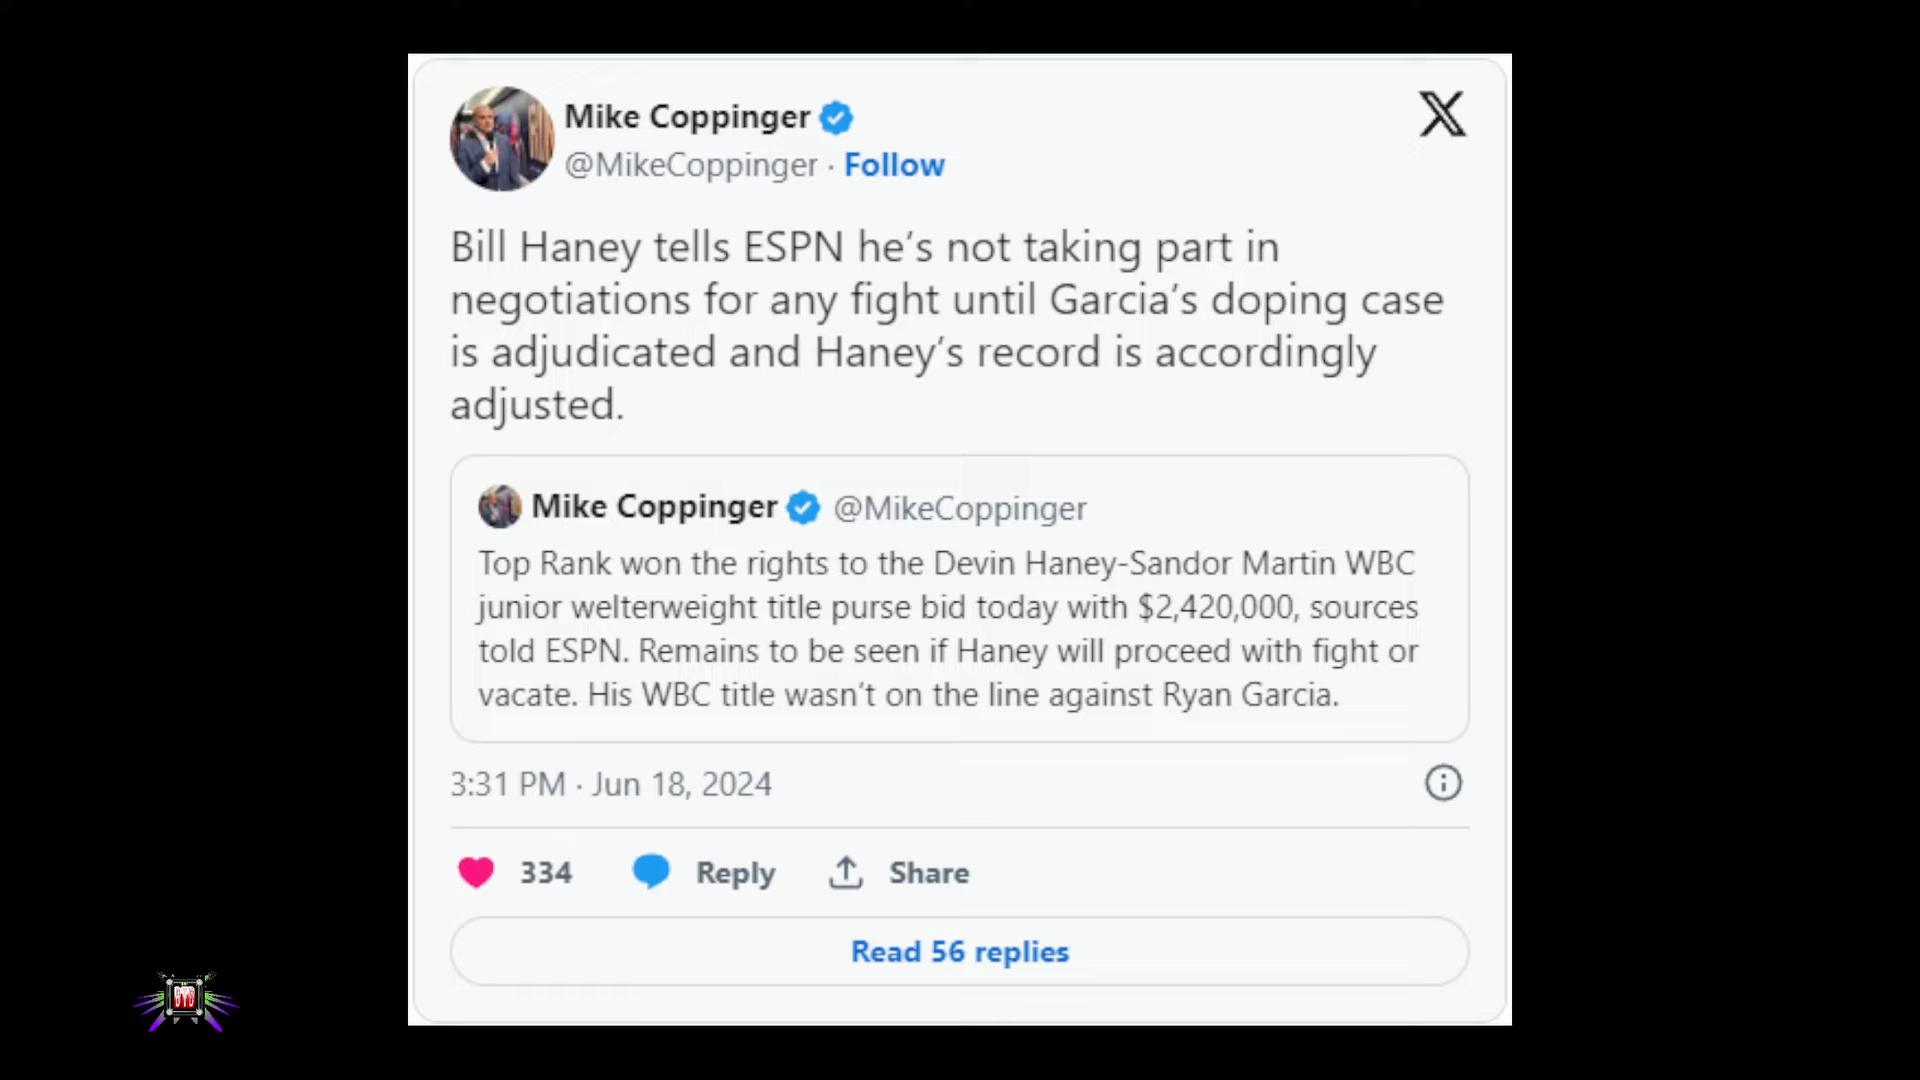 Mike Coppinger
@MikeCoppinger · Follow
Bill Haney tells ESPN he’s not taking part in
negotiations for any fight until Garcia’s doping case
is adjudicated and Haney’s record is accordingly
adjusted.
Mike Coppinger @MikeCoppinger
Top Rank won the rights to the Devin Haney-Sandor Martin WBC
junior welterweight title purse bid today with $2,420,000, sources
told ESPN. Remains to be seen if Haney will proceed with fight or
vacate. His WBC title wasn’t on the line against Ryan Garcia.
3:31 PM · Jun 18, 2024
334 Reply Share
Read 56 replies